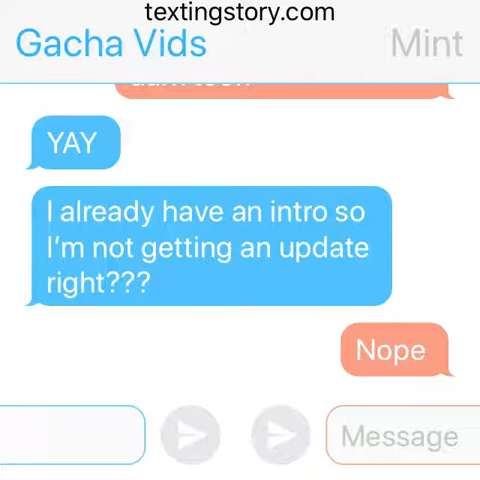 textingstory.com
Gacha Vids
Mint
YAY
I already have an intro so
I'm not getting an update
right???
Nope
Message